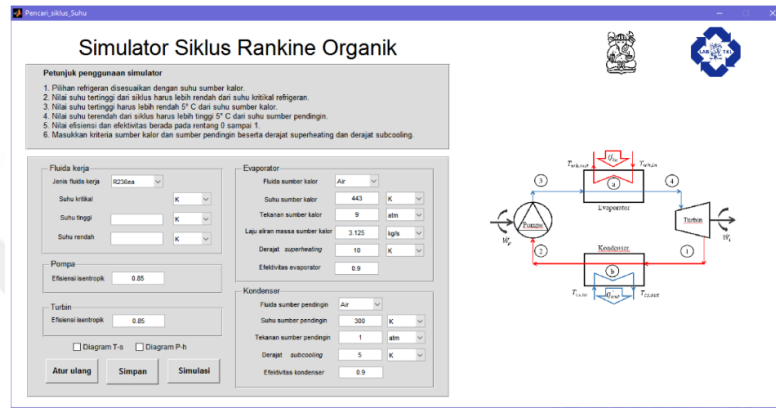 Pencari_siklus_Suhu
Simulator Siklus Rankine Organik
LAB TKL
Petunjuk penggunaan simulator
1. Pilihan refrigeran disesuaikan dengan suhu sumber kalor.
2. Nilai suhu tertinggi dari siklus harus lebih rendah dari suhu kritikal refrigeran.
3. Nilai suhu tertinggi harus lebih rendah 5° C dari suhu sumber kalor.
4. Nilai suhu terendah dari siklus harus lebih tinggi 5° C dari suhu sumber pendingin.
5. Nilai efisiensi dan efektivitas berada pada rentang 0 sampai 1.
6. Masukkan kriteria sumber kalor dan sumber pendingin beserta derajat superheating dan derajat subcooling.
Fluida kerja
Jenis fluida kerja R236ea
Suhu kritikal K
Suhu tinggi K
Suhu rendah K
Pompa
Efisiensi isentropik 0.85
Turbin
Efisiensi isentropik 0.85
Diagram T-s Diagram P-h
Atur ulang Simpan Simulasi
Evaporator
Fluida sumber kalor Air
Suhu sumber kalor 443 K
Tekanan sumber kalor 9 atm
Laju aliran massa sumber kalor 3.125 kg/s
Derajat superheating 10 K
Efektivitas evaporator 0.9
Kondenser
Fluida sumber pendingin Air
Suhu sumber pendingin 300 K
Tekanan sumber pendingin 1 atm
Derajat subcooling 5 K
Efektivitas kondenser 0.9
3 a 4
Evaporator
Pompa
Turbin
2 Kondenser 1
b